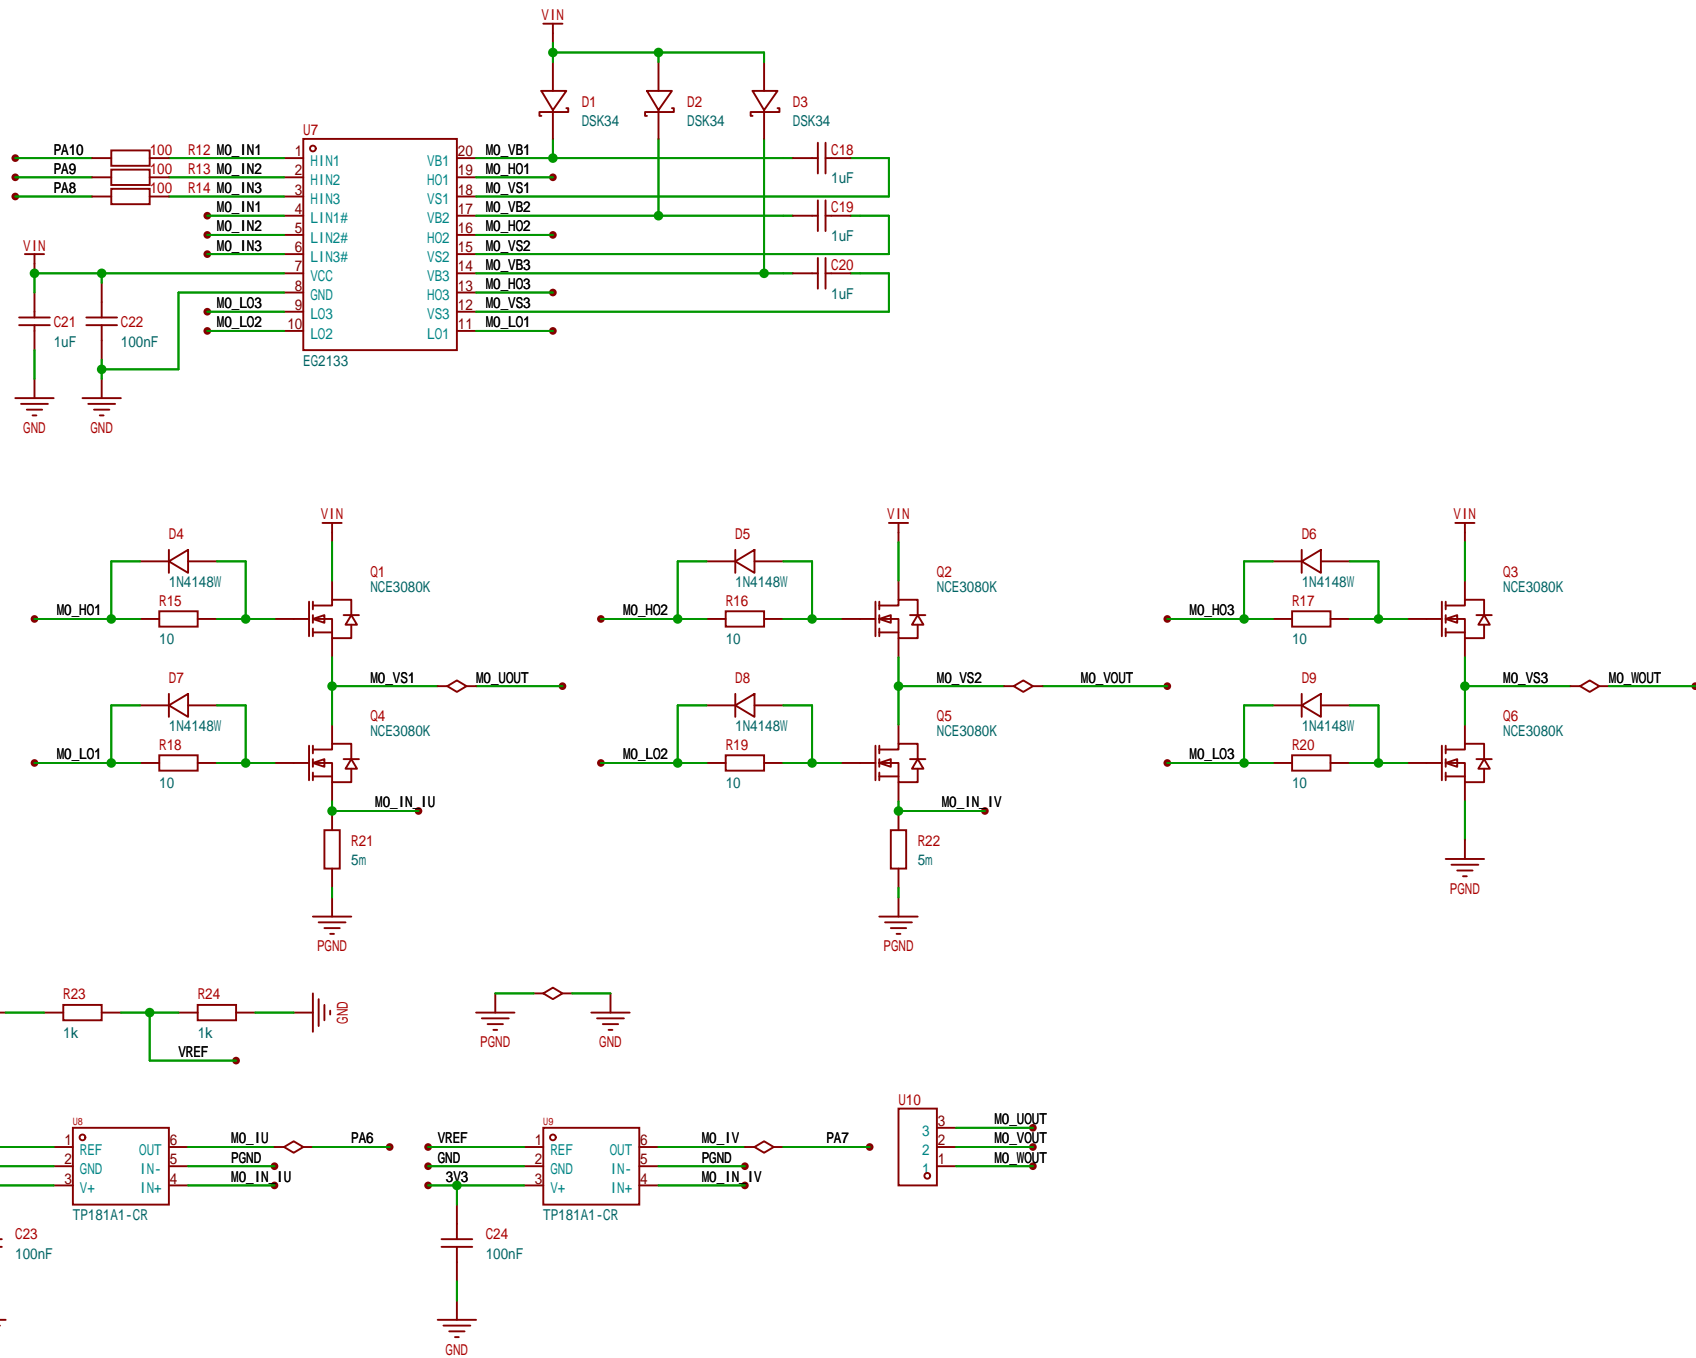 VIN
D1
DSK34
D2
DSK34
D3
DSK34
U7
PA10 100 R12 MO_IN1 1 HIN1 VB1 20 MO_VB1 C18
PA9 100 R13 MO_IN2 2 HIN2 HO1 19 MO_HO1 1uF
PA8 100 R14 MO_IN3 3 HIN3 VS1 18 MO_VS1
MO_IN1 4 LIN1# VB2 17 MO_VB2 C19
MO_IN2 5 LIN2# HO2 16 MO_HO2 1uF
MO_IN3 6 LIN3# VS2 15 MO_VS2
VIN 7 VCC VB3 14 MO_VB3 C20
8 GND HO3 13 MO_HO3 1uF
MO_LO3 9 LO3 VS3 12 MO_VS3
MO_LO2 10 LO2 LO1 11 MO_LO1
C21
1uF
C22
100nF
EG2133
GND GND
VIN VIN VIN
D4
1N4148W
Q1
NCE3080K
MO_HO1 R15
10
D5
1N4148W
Q2
NCE3080K
MO_HO2 R16
10
D6
1N4148W
Q3
NCE3080K
MO_HO3 R17
10
MO_VS1 MO_UOUT
MO_VS2 MO_VOUT
MO_VS3 MO_WOUT
D7
1N4148W
Q4
NCE3080K
MO_LO1 R18
10
D8
1N4148W
Q5
NCE3080K
MO_LO2 R19
10
D9
1N4148W
Q6
NCE3080K
MO_LO3 R20
10
MO_IN_IU
R21
5m
PGND
MO_IN_IV
R22
5m
PGND
PGND
R23
1k
R24
1k
GND
VREF
PGND GND
U8
1 REF OUT 6 MO_IU PA6
2 GND IN- 5 PGND
3 V+ IN+ 4 MO_IN_IU
TP181A1-CR
C23
100nF
U9
VREF 1 REF OUT 6 MO_IV PA7
GND 2 GND IN- 5 PGND
3V3 3 V+ IN+ 4 MO_IN_IV
TP181A1-CR
C24
100nF
GND
U10
3 3 MO_UOUT
2 2 MO_VOUT
1 1 MO_WOUT